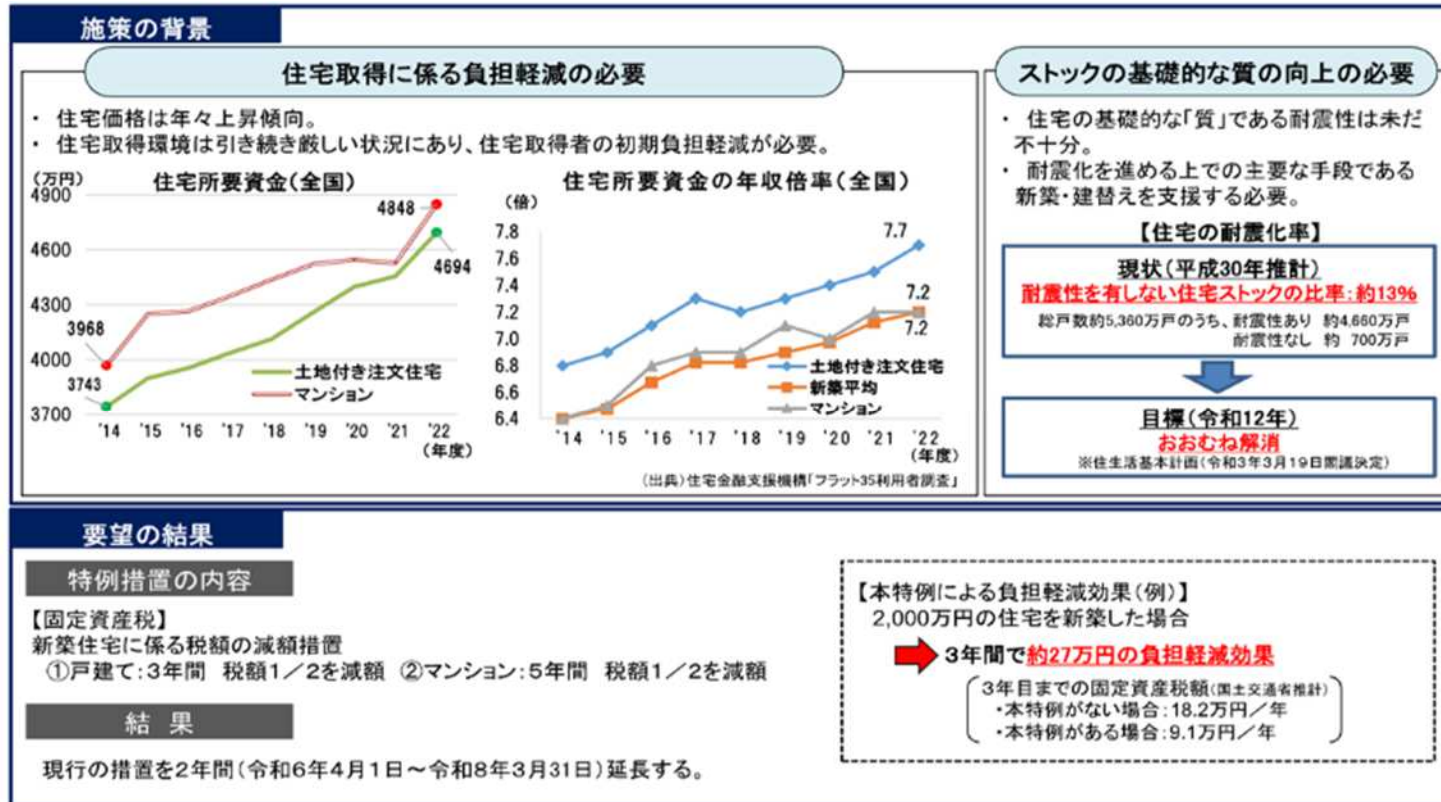 施策の背景
住宅取得に係る負担軽減の必要
・ 住宅価格は年々上昇傾向。
・ 住宅取得環境は引き続き厳しい状況にあり、住宅取得者の初期負担軽減が必要。
(万円)
住宅所要資金(全国)
4900
4600
4300
4000
3700
4848
4694
3968
3743
土地付き注文住宅
マンション
'14 '15 '16 '17 '18 '19 '20 '21 '22
(年度)
住宅所要資金の年収倍率(全国)
(倍)
7.8
7.6
7.4
7.2
7.0
6.8
6.6
6.4
7.7
7.2
7.2
土地付き注文住宅
新築平均
マンション
'14 '15 '16 '17 '18 '19 '20 '21 '22
(年度)
(出典)住宅金融支援機構「フラット35利用者調査」
ストックの基礎的な質の向上の必要
・ 住宅の基礎的な「質」である耐震性は未だ
不十分。
・ 耐震化を進める上での主要な手段である
新築・建替えを支援する必要。
【住宅の耐震化率】
現状(平成30年推計)
耐震性を有しない住宅ストックの比率:約13%
総戸数約5,360万戸のうち、耐震性あり 約4,660万戸
耐震性なし 約 700万戸
目標(令和12年)
おおむね解消
※住生活基本計画(令和3年3月19日閣議決定)
要望の結果
特例措置の内容
【固定資産税】
新築住宅に係る税額の減額措置
①戸建て:3年間 税額1/2を減額 ②マンション:5年間 税額1/2を減額
結 果
現行の措置を2年間(令和6年4月1日~令和8年3月31日)延長する。
【本特例による負担軽減効果(例)】
2,000万円の住宅を新築した場合
3年間で約27万円の負担軽減効果
3年目までの固定資産税額(国土交通省推計)
・本特例がない場合:18.2万円/年
・本特例がある場合:9.1万円/年